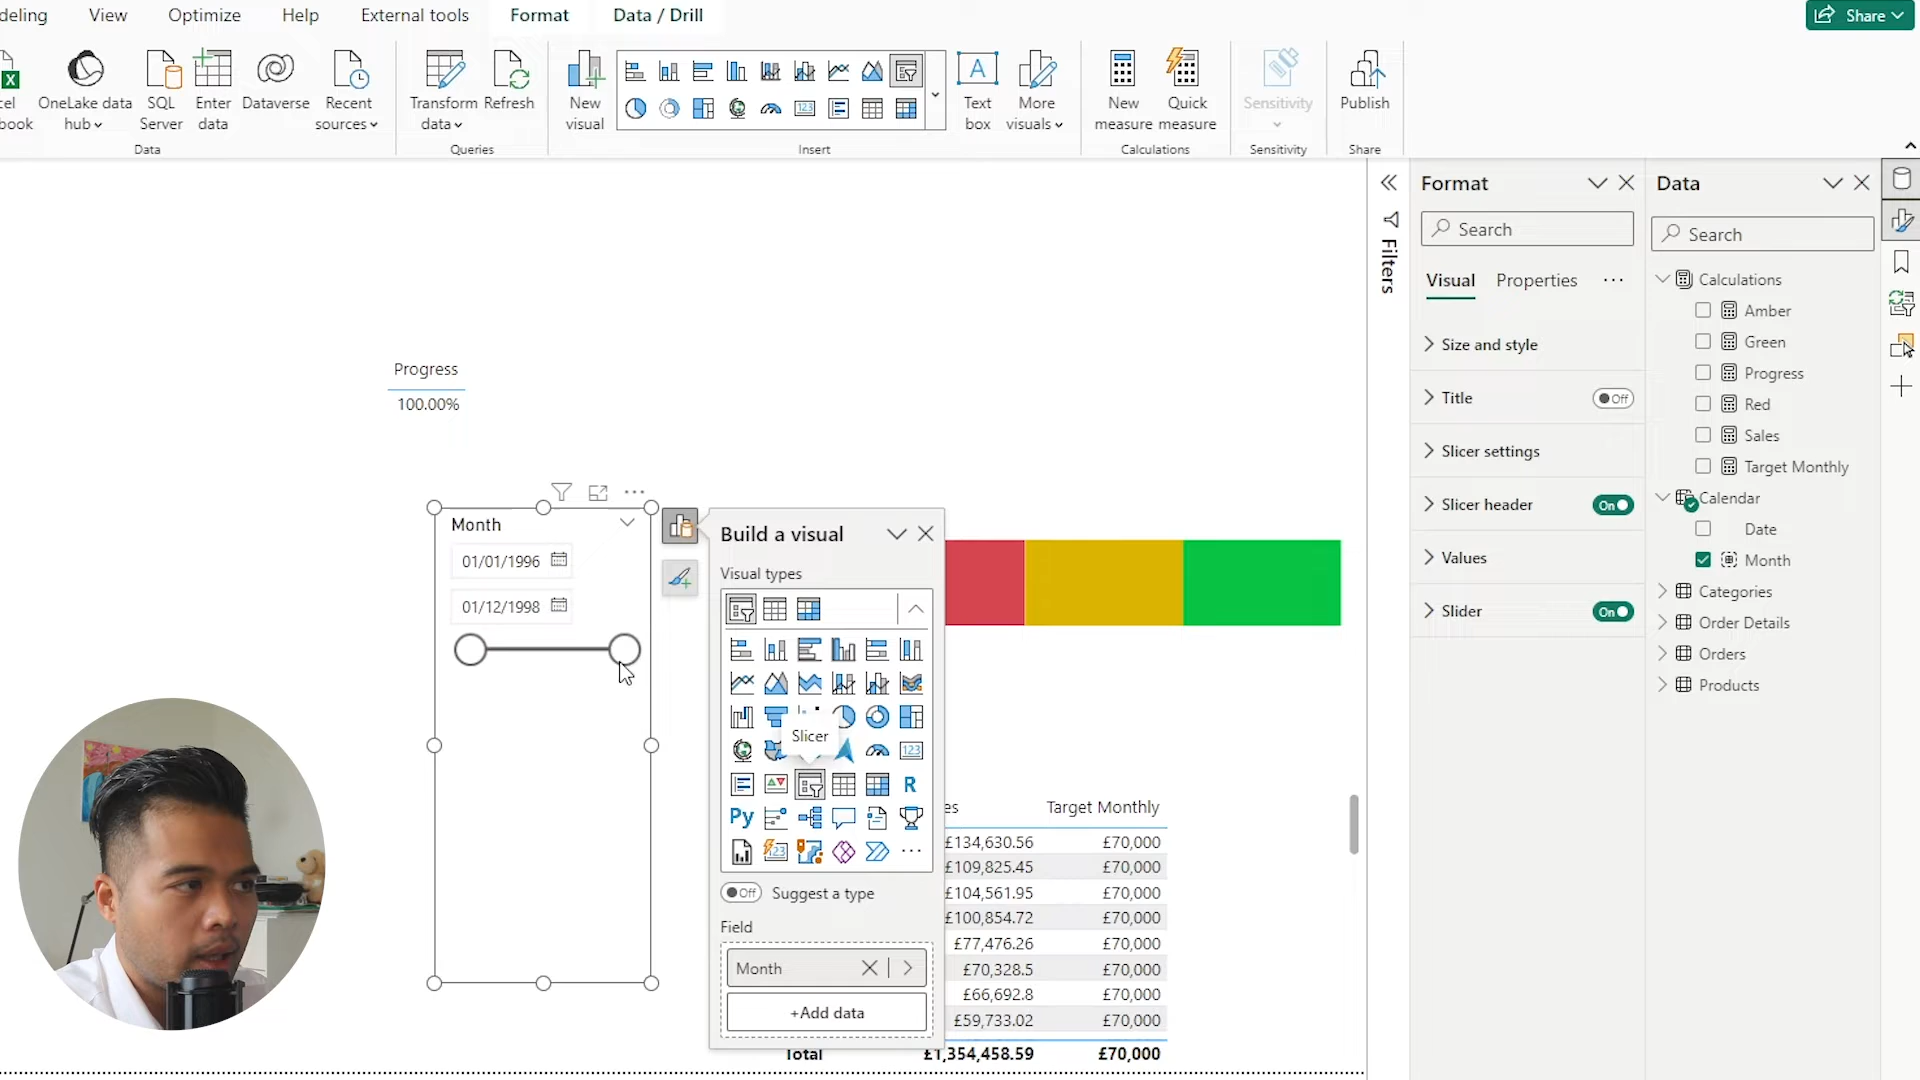 deling View Optimize Help External tools Format Data / Drill Share
cel
book
OneLake data
hub
SQL
Server
Enter
data
Dataverse
Recent
sources
Data
Transform
data
Refresh
Queries
New
visual
123
Insert
A
Text
box
More
visuals
New
measure
Quick
measure
Calculations
Sensitivity
Sensitivity
Publish
Share
Progress
100.00%
Month
01/01/1996
01/12/1998
Build a visual
Visual types
Slicer
123
R
Py
123
Off Suggest a type
Field
Month
+Add data
es Target Monthly
£134,630.56 £70,000
£109,825.45 £70,000
£104,561.95 £70,000
£100,854.72 £70,000
£77,476.26 £70,000
£70,328.5 £70,000
£66,692.8 £70,000
£59,733.02 £70,000
Total £1,354,458.59 £70,000
Filters
Format
Search
Visual Properties
Size and style
Title Off
Slicer settings
Slicer header On
Values
Slider On
Data
Search
Calculations
Amber
Green
Progress
Red
Sales
Target Monthly
Calendar
Date
Month
Categories
Order Details
Orders
Products